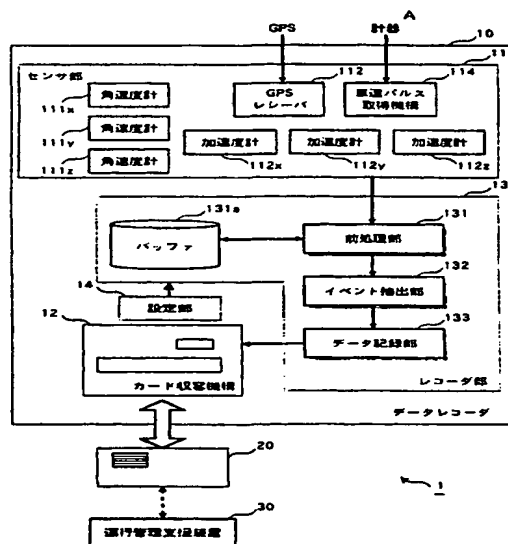 GPS
計器
A
10
11
センサ部
112
114
111x
角速度計
GPS
レシーバ
車速パルス
取得機構
111y
角速度計
111z
角速度計
加速度計
加速度計
加速度計
112x
112y
112z
13
131a
131
バッファ
前処理部
132
14
イベント抽出部
12
設定部
133
データ記録部
カード収容機構
レコーダ部
データレコーダ
20
1
30
運行管理支援装置